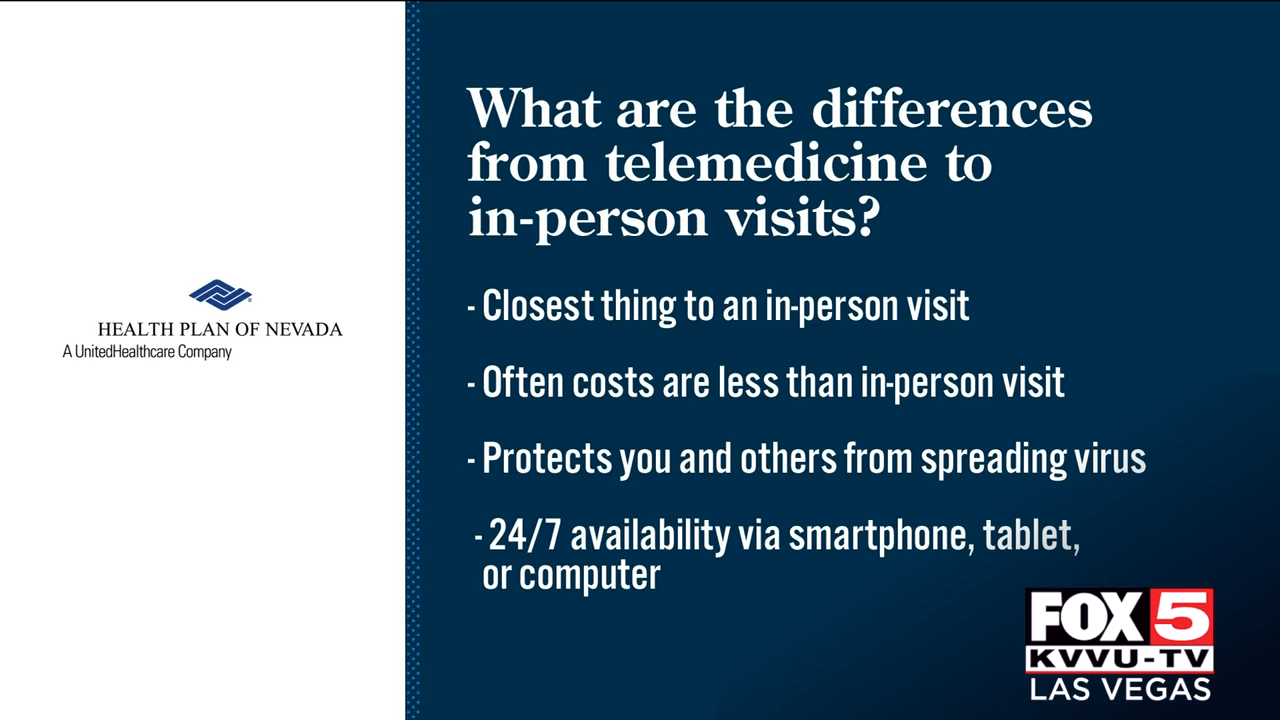 HEALTH PLAN OF NEVADA
A UnitedHealthcare Company
What are the differences
from telemedicine to
in-person visits?
- Closest thing to an in-person visit
- Often costs are less than in-person visit
- Protects you and others from spreading virus
- 24/7 availability via smartphone, tablet,
or computer
FOX 5
KVVU-TV
LAS VEGAS